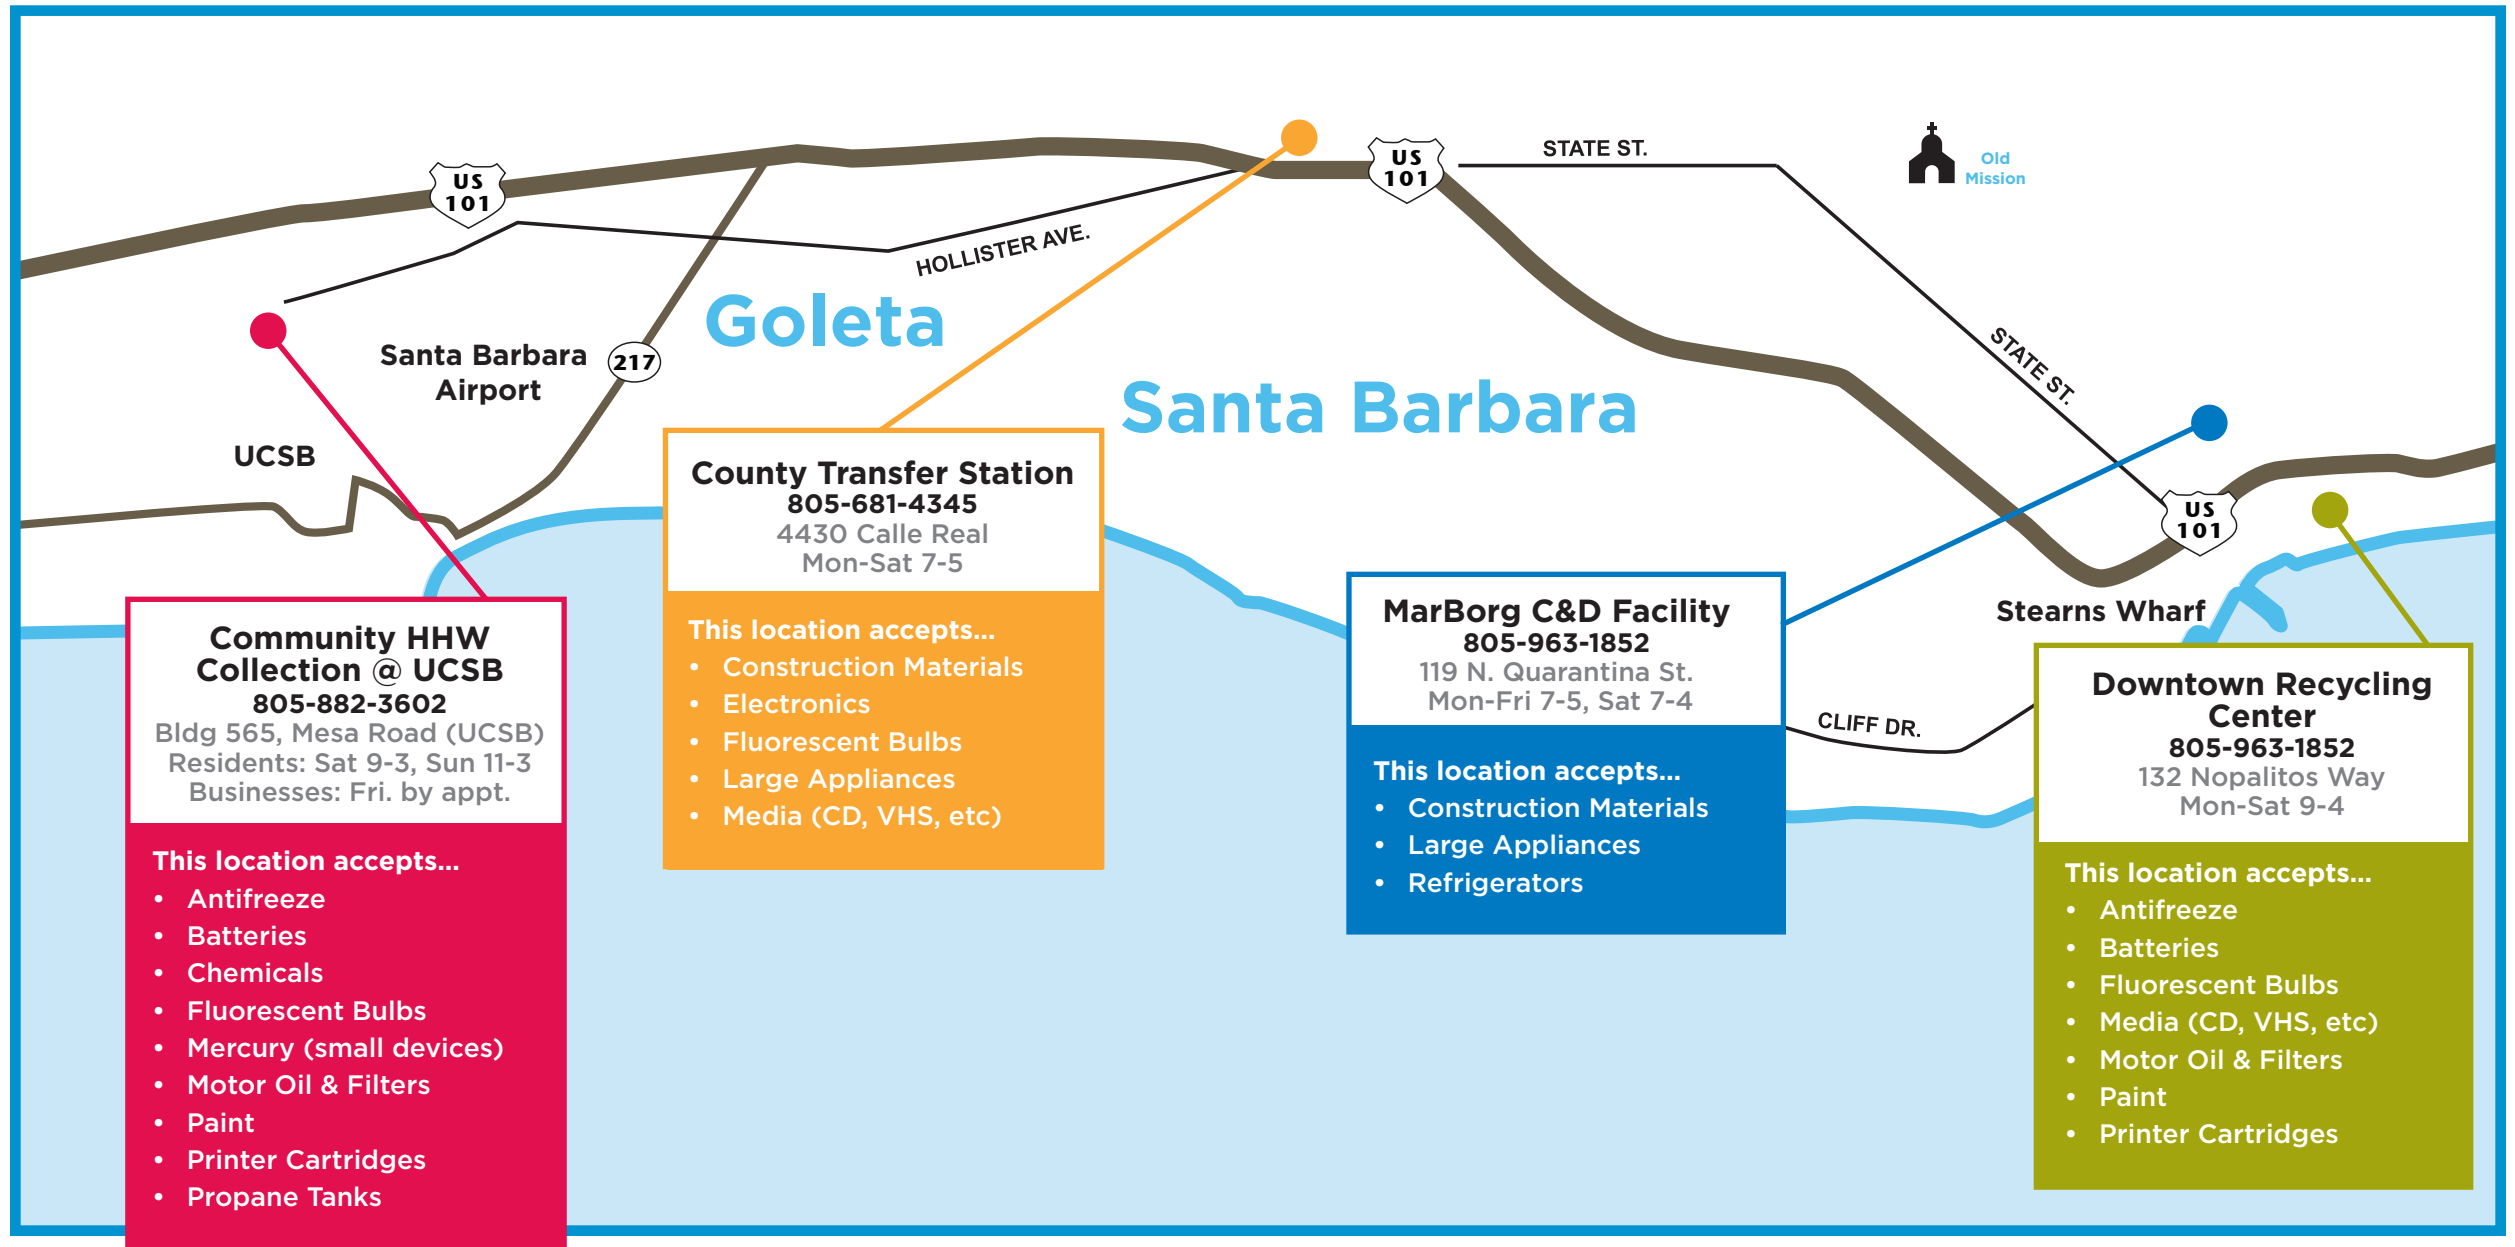 US
101
US
101
STATE ST.
Old
Mission
HOLLISTER AVE.
Goleta
Santa Barbara
Airport
217
STATE ST.
Santa Barbara
UCSB
US
101
Stearns Wharf
CLIFF DR.
Community HHW
Collection @ UCSB
805-882-3602
Bldg 565, Mesa Road (UCSB)
Residents: Sat 9-3, Sun 11-3
Businesses: Fri. by appt.
This location accepts...
• Antifreeze
• Batteries
• Chemicals
• Fluorescent Bulbs
• Mercury (small devices)
• Motor Oil & Filters
• Paint
• Printer Cartridges
• Propane Tanks
County Transfer Station
805-681-4345
4430 Calle Real
Mon-Sat 7-5
This location accepts...
• Construction Materials
• Electronics
• Fluorescent Bulbs
• Large Appliances
• Media (CD, VHS, etc)
MarBorg C&D Facility
805-963-1852
119 N. Quarantina St.
Mon-Fri 7-5, Sat 7-4
This location accepts...
• Construction Materials
• Large Appliances
• Refrigerators
Downtown Recycling
Center
805-963-1852
132 Nopalitos Way
Mon-Sat 9-4
This location accepts...
• Antifreeze
• Batteries
• Fluorescent Bulbs
• Media (CD, VHS, etc)
• Motor Oil & Filters
• Paint
• Printer Cartridges